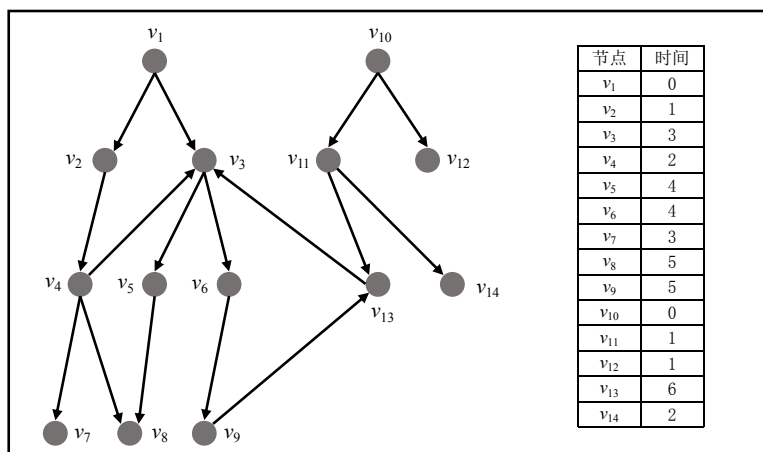 v1
v10
v2
v3
v11
v12
v4
v5
v6
v13
v14
v7
v8
v9
节点 时间
v1 0
v2 1
v3 3
v4 2
v5 4
v6 4
v7 3
v8 5
v9 5
v10 0
v11 1
v12 1
v13 6
v14 2